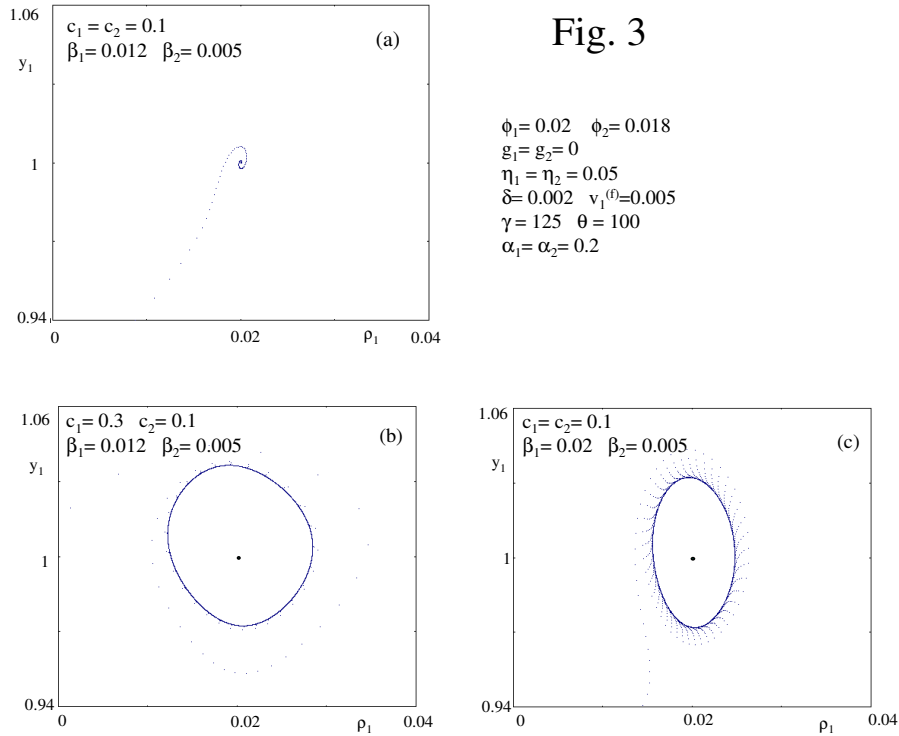 Fig. 3
1.06
c₁ = c₂ = 0.1
(a)
β₁= 0.012 β₂= 0.005
y₁
1
0.94
0
0.02
ρ₁
0.04
ϕ₁= 0.02 ϕ₂= 0.018
g₁= g₂= 0
η₁ = η₂ = 0.05
δ= 0.002 v₁⁽ᶠ⁾=0.005
γ = 125 θ = 100
α₁= α₂= 0.2
1.06
c₁= 0.3 c₂= 0.1
(b)
β₁= 0.012 β₂= 0.005
y₁
1
0.94
0
0.02
ρ₁
0.04
1.06
c₁= c₂= 0.1
(c)
β₁= 0.02 β₂= 0.005
y₁
1
0.94
0
0.02
ρ₁
0.04